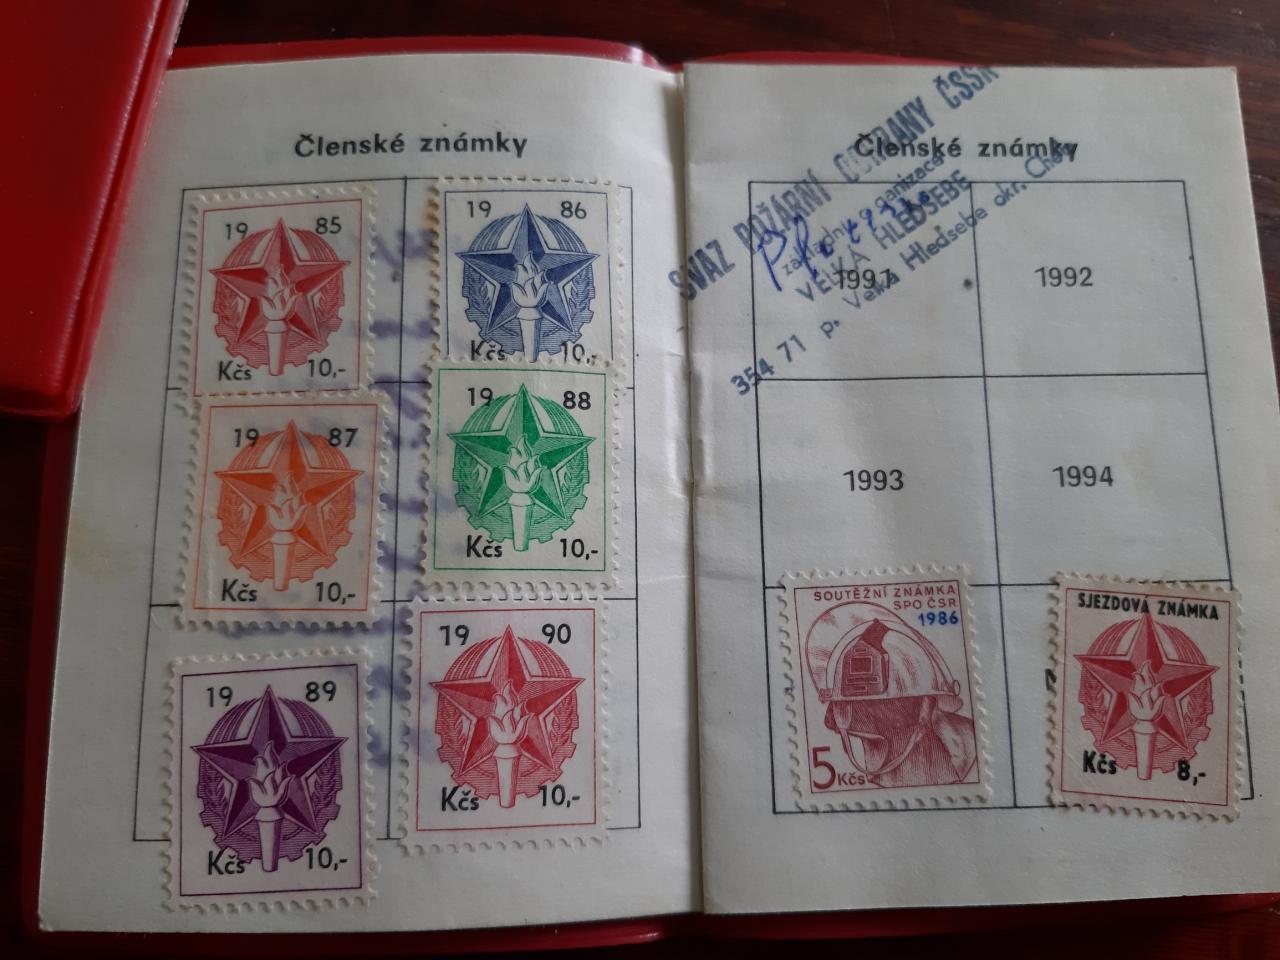 Členské známky
19 85
Kčs 10,-
19 86
Kčs 10,-
19 87
Kčs 10,-
19 88
Kčs 10,-
19 89
Kčs 10,-
19 90
Kčs 10,-
Členské známky
SVAZ POŽÁRNÍ OCHRANY ČSSR
základní organizace
VELKÁ HLEDSEBE
354 71 p. Velká Hledsebe okr. Cheb
1991
1992
1993
1994
SOUTĚŽNÍ ZNÁMKA
SPO ČSR
1986
5 Kčs
SJEZDOVÁ ZNÁMKA
Kčs 8,-